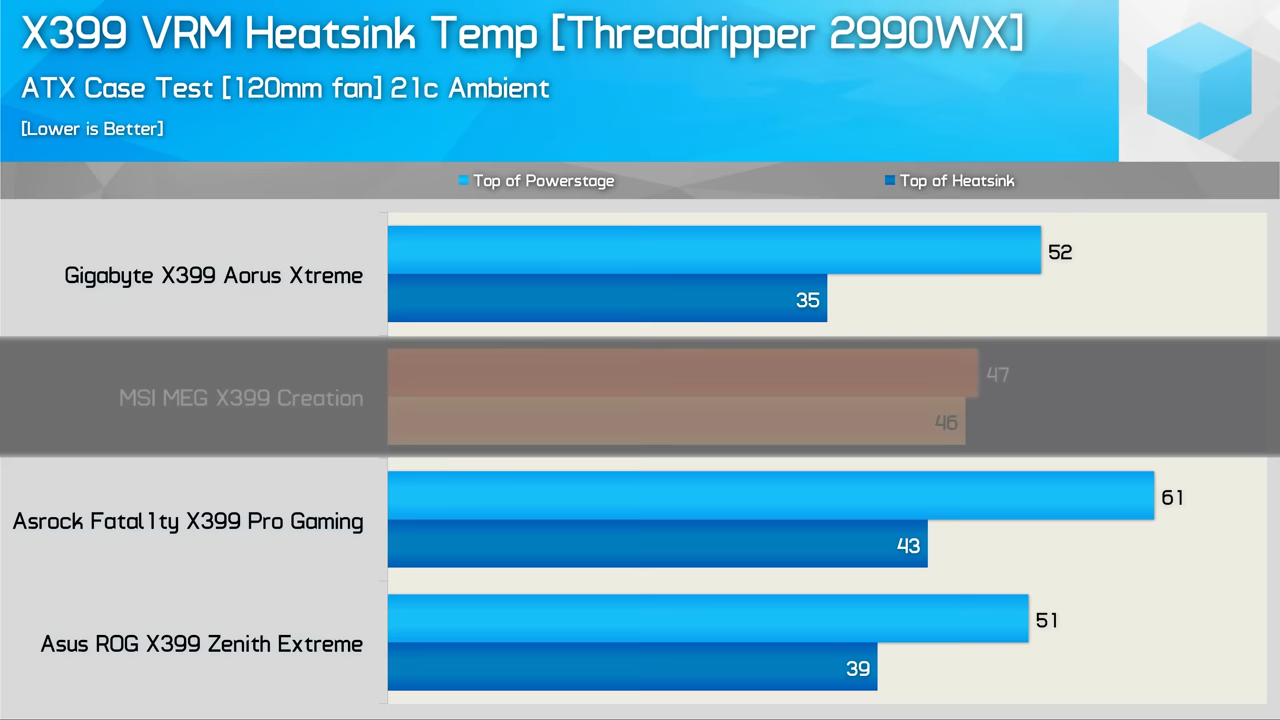 X399 VRM Heatsink Temp [Threadripper 2990WX]
ATX Case Test [120mm fan] 21c Ambient
[Lower is Better]
Top of Powerstage
Top of Heatsink
Gigabyte X399 Aorus Xtreme
52
35
MSI MEG X399 Creation
47
46
Asrock Fatal1ty X399 Pro Gaming
61
43
Asus ROG X399 Zenith Extreme
51
39